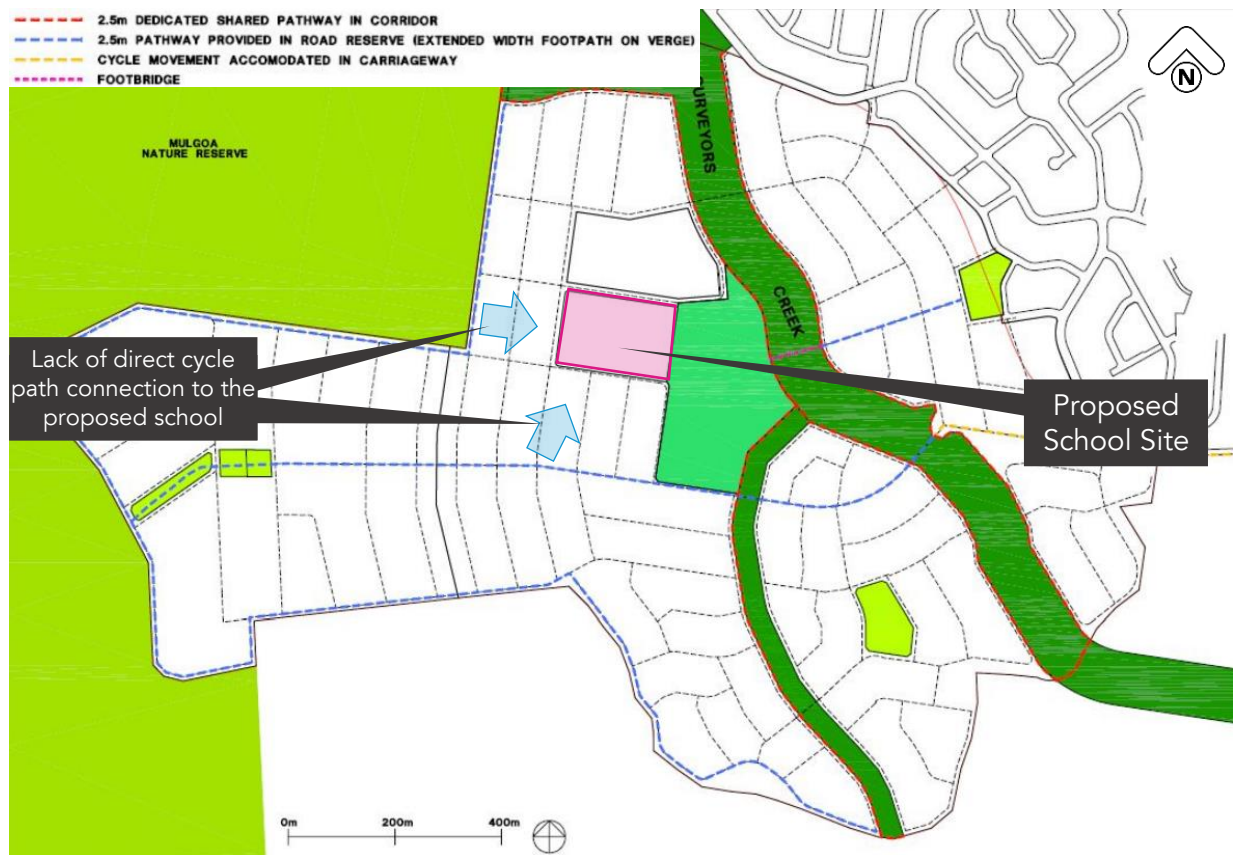 2.5m DEDICATED SHARED PATHWAY IN CORRIDOR
2.5m PATHWAY PROVIDED IN ROAD RESERVE (EXTENDED WIDTH FOOTPATH ON VERGE)
CYCLE MOVEMENT ACCOMODATED IN CARRIAGEWAY
FOOTBRIDGE
N
MULGOA
NATURE RESERVE
SURVEYORS
CREEK
Lack of direct cycle
path connection to the
proposed school
Proposed
School Site
0m 200m 400m